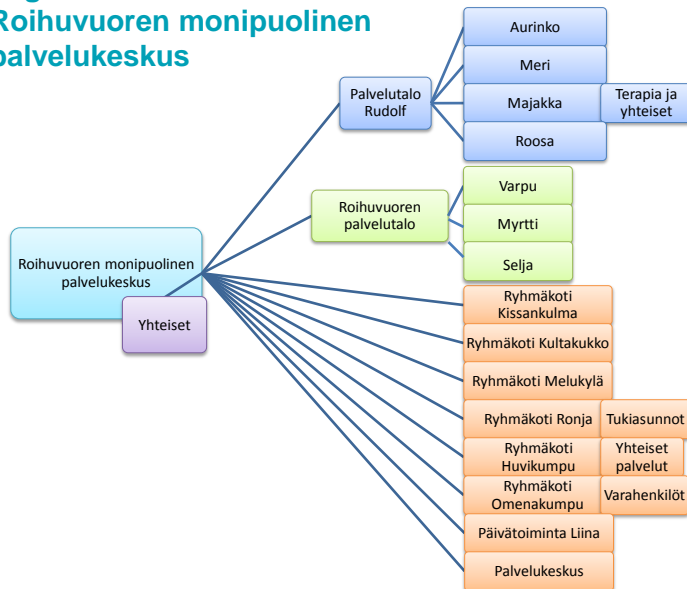 Roihuvuoren monipuolinen
palvelukeskus
Aurinko
Meri
Palvelutalo
Rudolf
Majakka
Terapia ja
yhteiset
Roosa
Varpu
Roihuvuoren
palvelutalo
Myrtti
Selja
Roihuvuoren monipuolinen
palvelukeskus
Yhteiset
Ryhmäkoti
Kissankulma
Ryhmäkoti Kultakukko
Ryhmäkoti Melukylä
Ryhmäkoti Ronja
Tukiasunnot
Ryhmäkoti
Huvikumpu
Yhteiset
palvelut
Ryhmäkoti
Omenakumpu
Varahenkilöt
Päivätoiminta Liina
Palvelukeskus